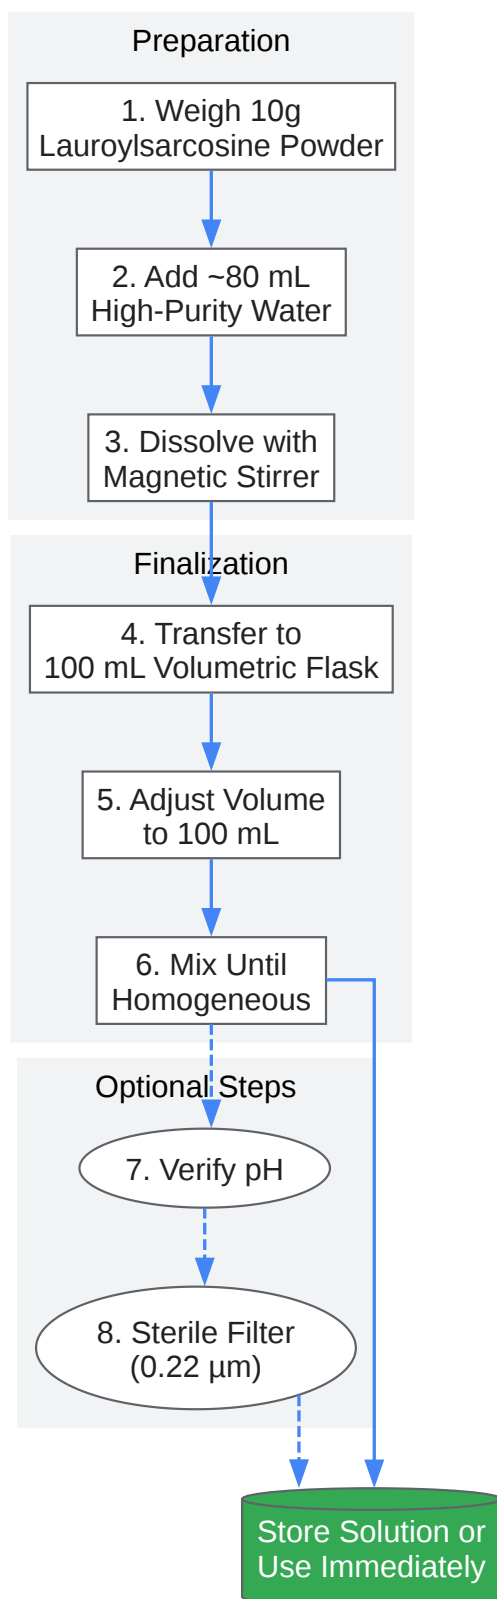 Preparation
1. Weigh 10g
Lauroylsarcosine Powder
2. Add ~80 mL
High-Purity Water
3. Dissolve with
Magnetic Stirrer
Finalization
4. Transfer to
100 mL Volumetric Flask
5. Adjust Volume
to 100 mL
6. Mix Until
Homogeneous
Optional Steps
7. Verify pH
8. Sterile Filter
(0.22 µm)
Store Solution or
Use Immediately